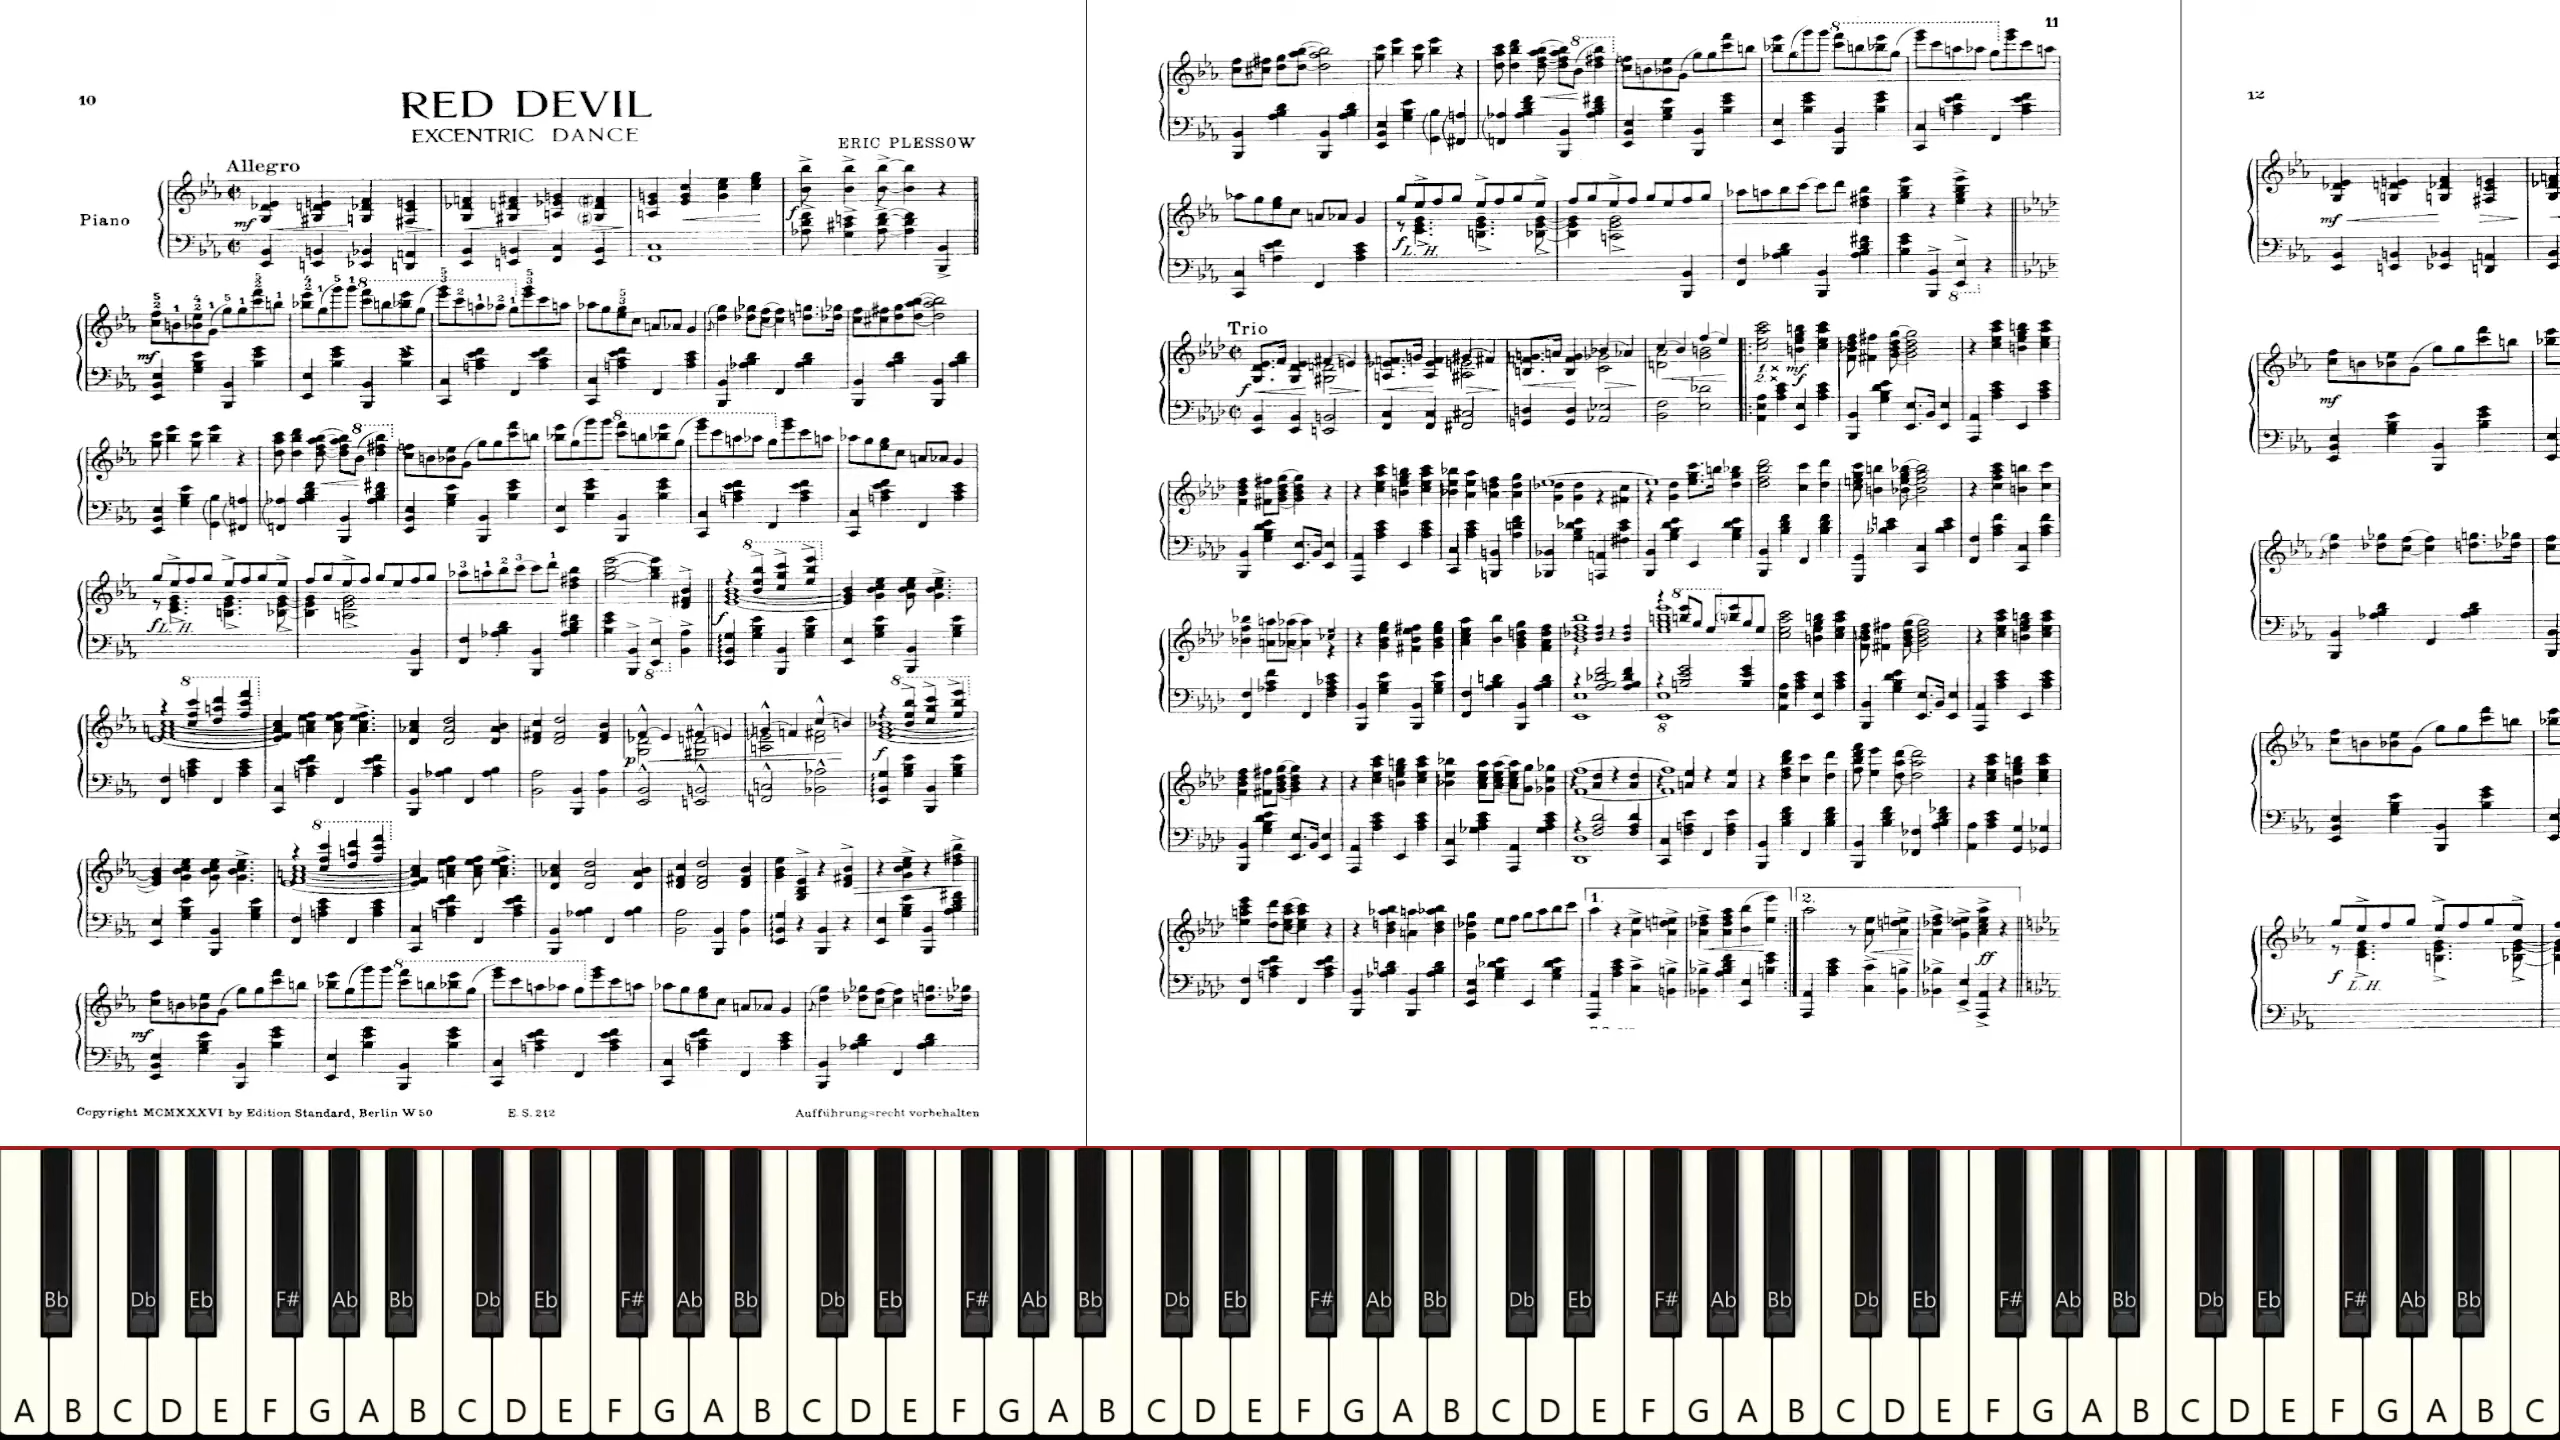 10
RED DEVIL
EXCENTRIC DANCE
ERIC PLESSOW
Allegro
Piano
mf
f
mf
f L. H.
f
p
f
mf
Copyright MCMXXXVI by Edition Standard, Berlin W 50
E. S. 212
Aufführungsrecht vorbehalten
11
f L. H.
8
Trio
f
1. x mf
2. x f
8
1.
2.
ff
12
mf
mf
f L. H.
Bb Db Eb F# Ab Bb Db Eb F# Ab Bb Db Eb F# Ab Bb Db Eb F# Ab Bb Db Eb F# Ab Bb Db Eb F# Ab Bb Db Eb F# Ab Bb
A B C D E F G A B C D E F G A B C D E F G A B C D E F G A B C D E F G A B C D E F G A B C D E F G A B C